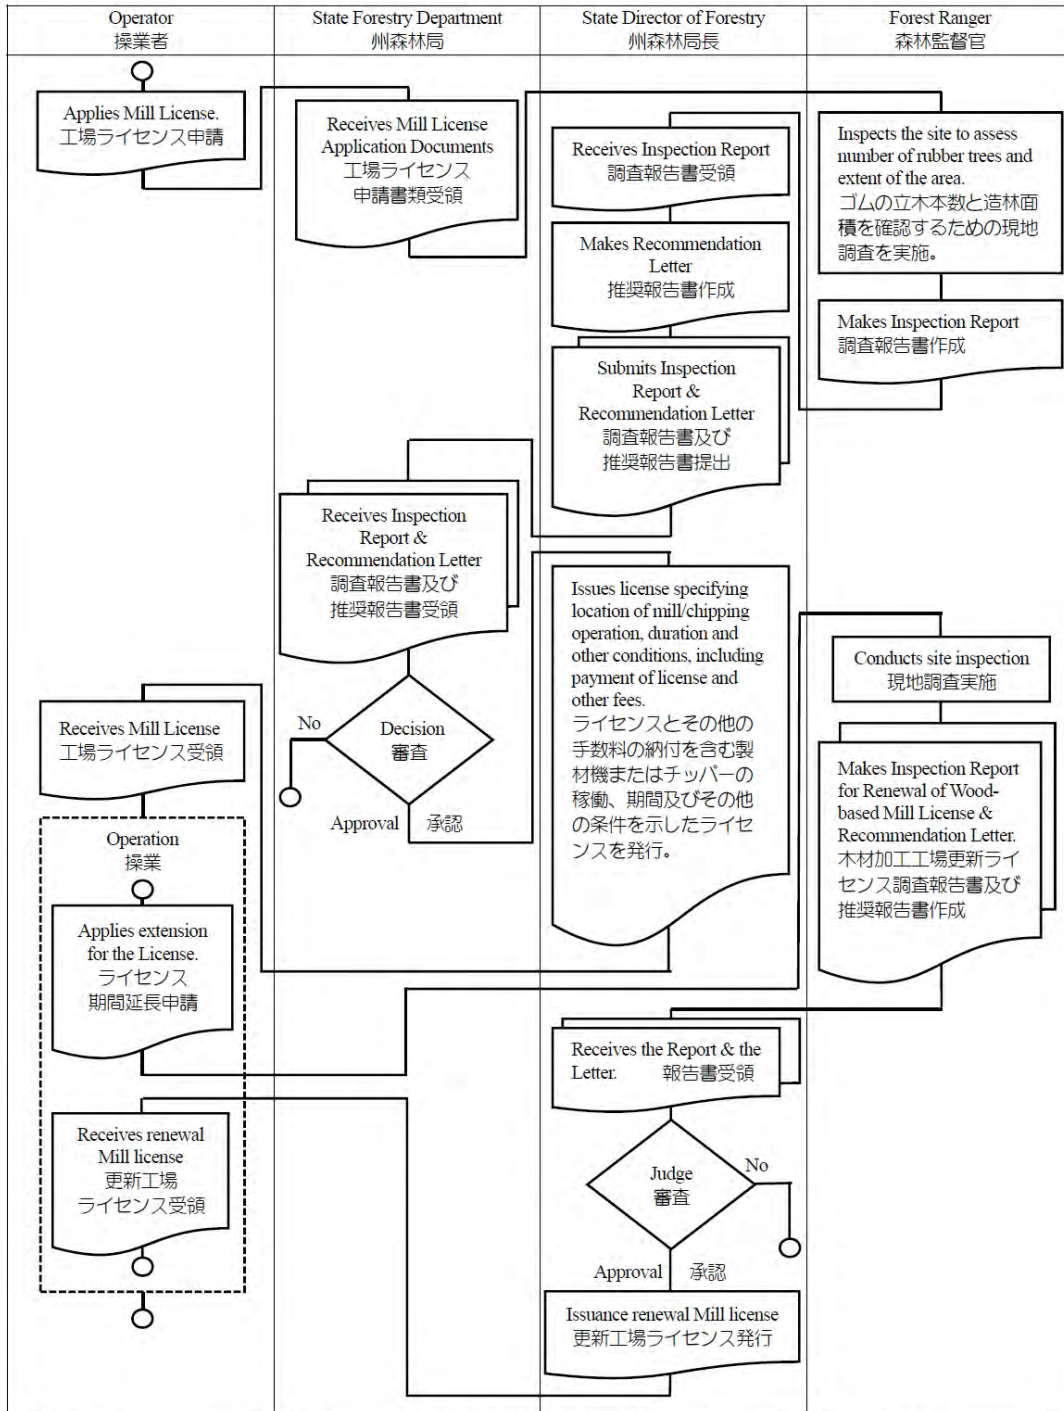 Operator
操業者
State Forestry Department
州森林局
State Director of Forestry
州森林局長
Forest Ranger
森林監督官
Applies Mill License.
工場ライセンス申請
Receives Mill License
Application Documents
工場ライセンス
申請書類受領
Receives Inspection Report
調査報告書受領
Makes Recommendation
Letter
推奨報告書作成
Submits Inspection
Report &
Recommendation Letter
調査報告書及び
推奨報告書提出
Inspects the site to assess
number of rubber trees and
extent of the area.
ゴムの立木本数と造林面
積を確認するための現地
調査を実施。
Makes Inspection Report
調査報告書作成
Receives Inspection
Report &
Recommendation Letter
調査報告書及び
推奨報告書受領
No
Decision
審査
Approval 承認
Issues license specifying
location of mill/chipping
operation, duration and
other conditions, including
payment of license and
other fees.
ライセンスとその他の
手数料の納付を含む製
材機またはチッパーの
稼働、期間及びその他
の条件を示したライセ
ンスを発行。
Conducts site inspection
現地調査実施
Makes Inspection Report
for Renewal of Wood-
based Mill License &
Recommendation Letter.
木材加工工場更新ライ
センス調査報告書及び
推奨報告書作成
Receives Mill License
工場ライセンス受領
Operation
操業
Applies extension
for the License.
ライセンス
期間延長申請
Receives renewal
Mill license
更新工場
ライセンス受領
Receives the Report & the
Letter. 報告書受領
Judge
審査
No
Approval 承認
Issuance renewal Mill license
更新工場ライセンス発行